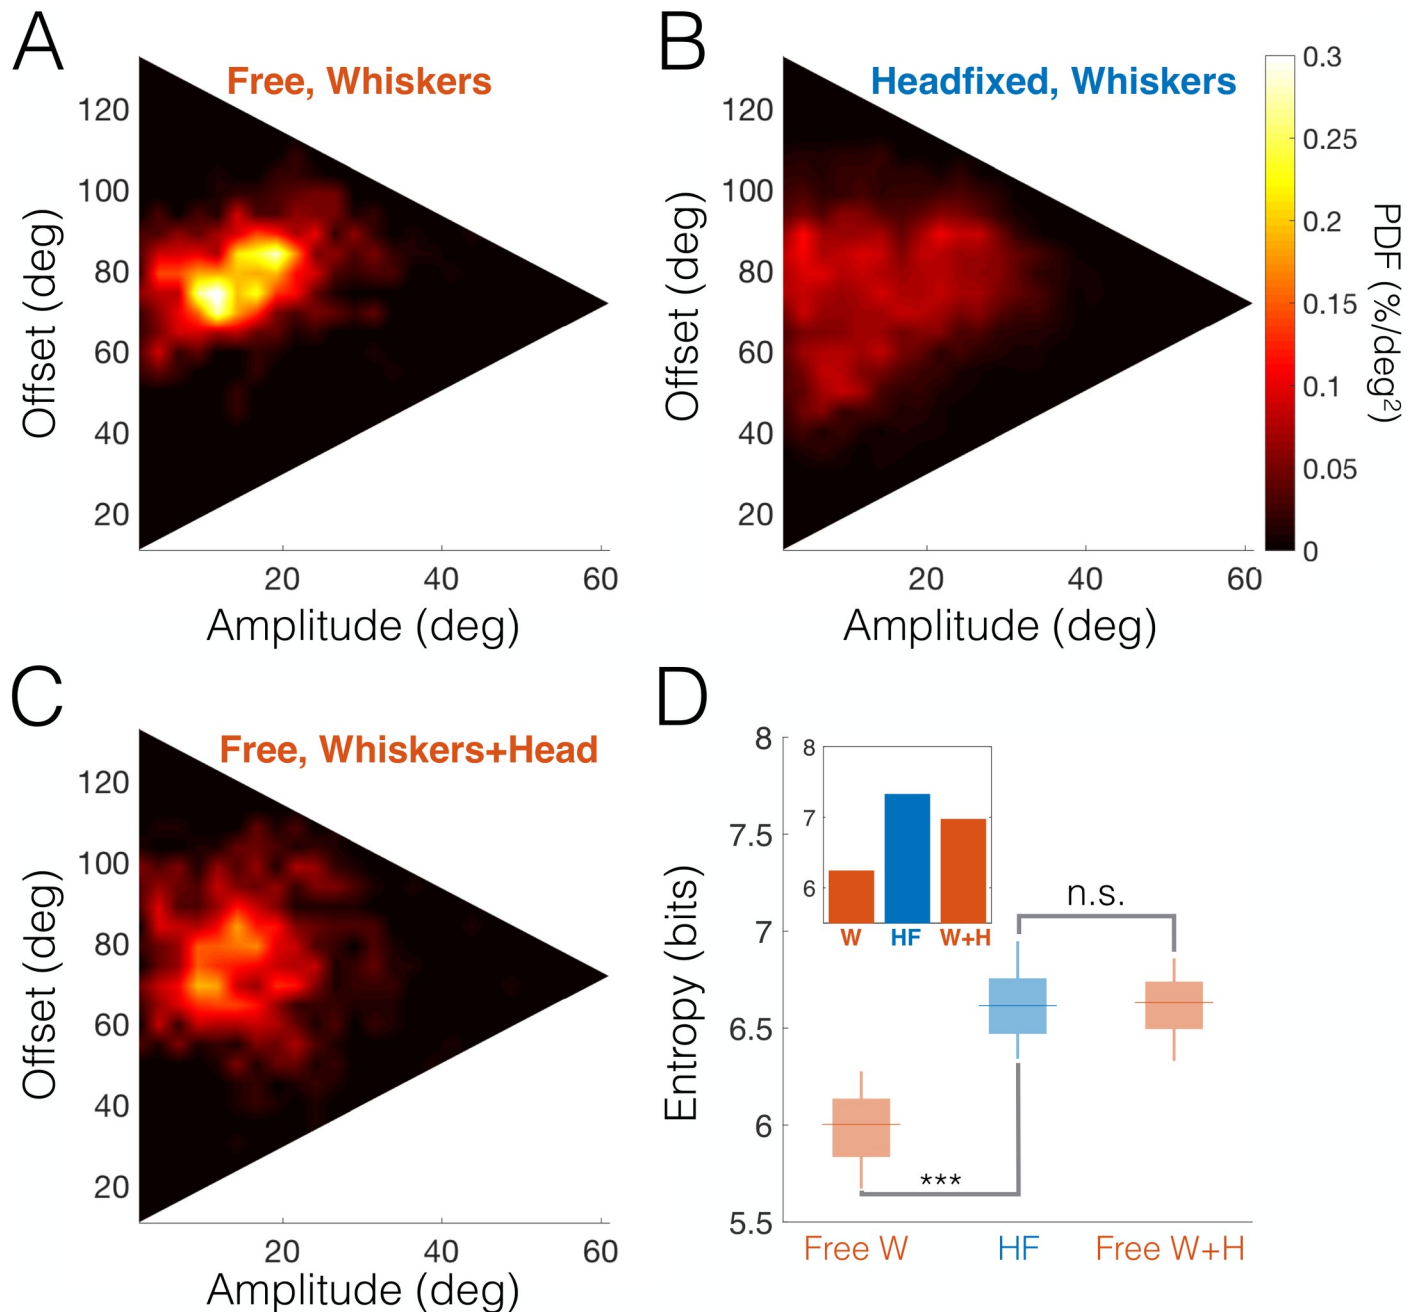 A
Free, Whiskers
120
100
80
60
40
20
Offset (deg)
20 40 60
Amplitude (deg)
B
Headfixed, Whiskers
120
100
80
60
40
20
Offset (deg)
20 40 60
Amplitude (deg)
0.3
0.25
0.2
0.15
0.1
0.05
0
PDF (%/deg²)
C
Free, Whiskers+Head
120
100
80
60
40
20
Offset (deg)
20 40 60
Amplitude (deg)
D
8
7.5
7
6.5
6
5.5
Entropy (bits)
8
7
6
W HF W+H
n.s.
***
Free W HF Free W+H